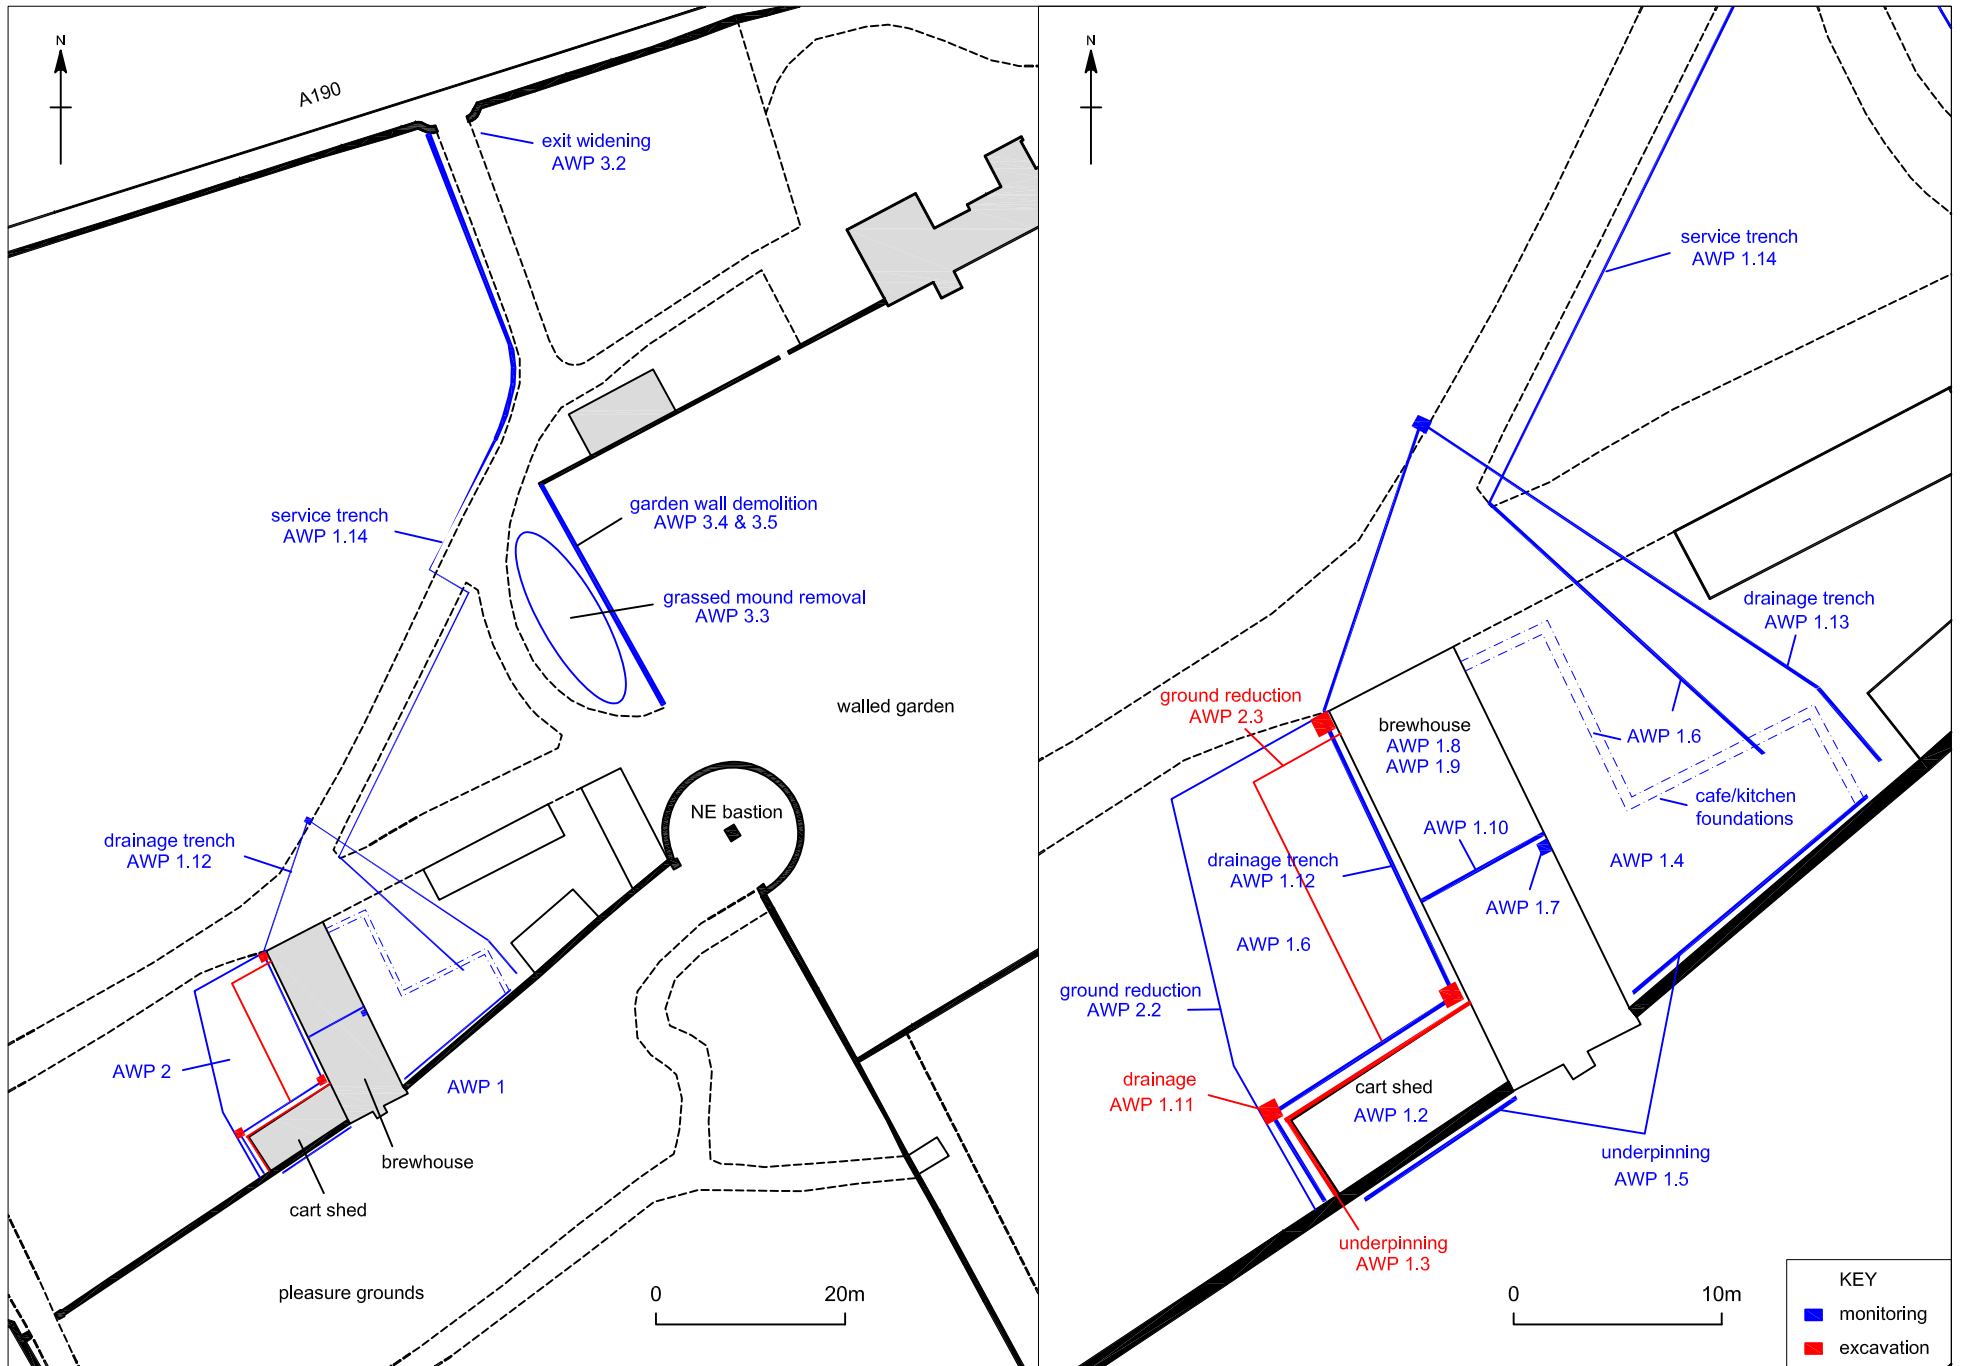 N
A190
exit widening
AWP 3.2
service trench
AWP 1.14
garden wall demolition
AWP 3.4 & 3.5
grassed mound removal
AWP 3.3
walled garden
NE bastion
drainage trench
AWP 1.12
AWP 2
AWP 1
brewhouse
cart shed
pleasure grounds
0 20m
N
service trench
AWP 1.14
drainage trench
AWP 1.13
ground reduction
AWP 2.3
brewhouse
AWP 1.8
AWP 1.9
AWP 1.6
cafe/kitchen
foundations
AWP 1.10
AWP 1.4
drainage trench
AWP 1.12
AWP 1.7
AWP 1.6
ground reduction
AWP 2.2
drainage
AWP 1.11
cart shed
AWP 1.2
underpinning
AWP 1.5
underpinning
AWP 1.3
0 10m
KEY
monitoring
excavation